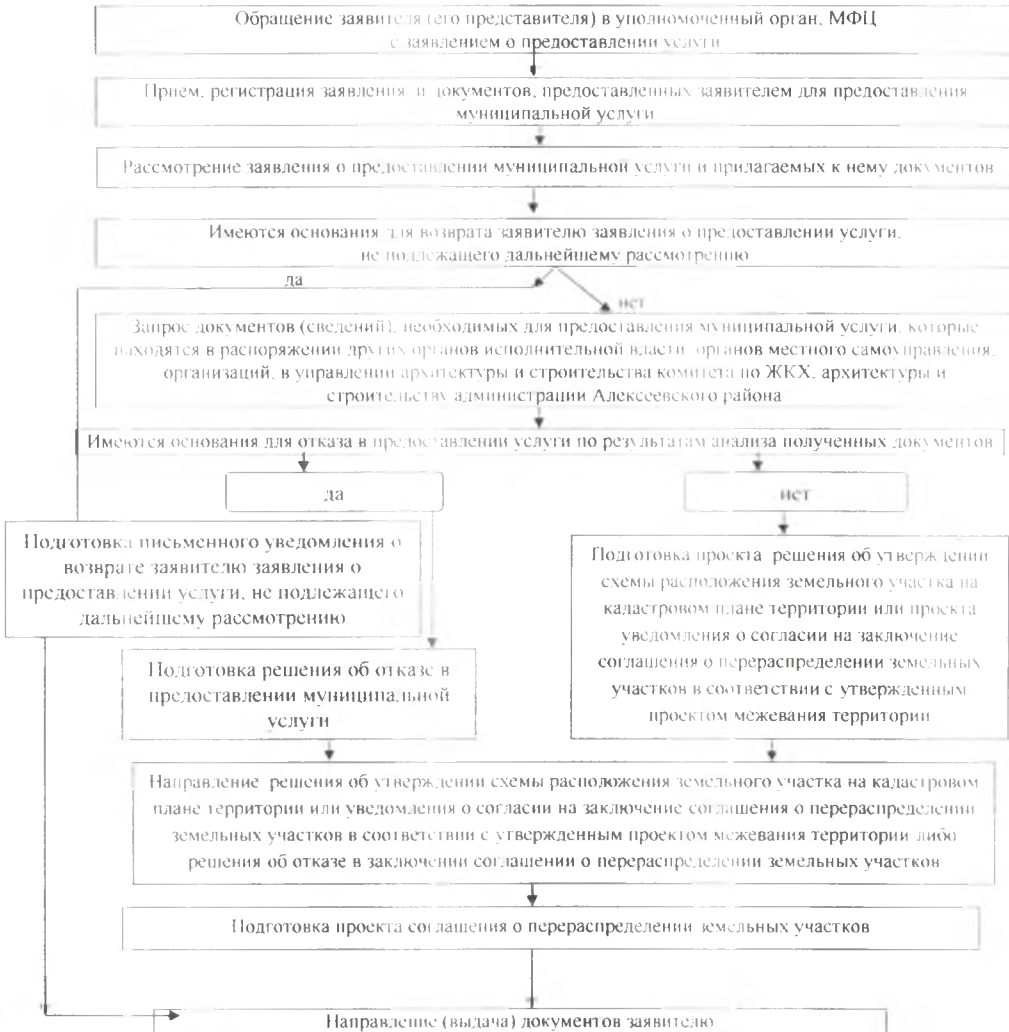 Обращение заявителя (его представителя) в уполномоченный орган, МФЦ
с заявлением о предоставлении услуги
Прием, регистрация заявления и документов, предоставленных заявителем для предоставления
муниципальной услуги
Рассмотрение заявления о предоставлении муниципальной услуги и прилагаемых к нему документов
Имеются основания для возврата заявителю заявления о предоставлении услуги,
не подлежащего дальнейшему рассмотрению
да
нет
Запрос документов (сведений), необходимых для предоставления муниципальной услуги, которые
находятся в распоряжении других органов исполнительной власти, органов местного самоуправления,
организаций, в управлении архитектуры и строительства комитета по ЖКХ, архитектуры и
строительству администрации Алексеевского района
Имеются основания для отказа в предоставлении услуги по результатам анализа полученных документов
да
нет
Подготовка письменного уведомления о
возврате заявителю заявления о
предоставлении услуги, не подлежащего
дальнейшему рассмотрению
Подготовка проекта решения об утверждении
схемы расположения земельного участка на
кадастровом плане территории или проекта
уведомления о согласии на заключение
соглашения о перераспределении земельных
участков в соответствии с утвержденным
проектом межевания территории
Подготовка решения об отказе в
предоставлении муниципальной
услуги
Направление решения об утверждении схемы расположения земельного участка на кадастровом
плане территории или уведомления о согласии на заключение соглашения о перераспределении
земельных участков в соответствии с утвержденным проектом межевания территории либо
решения об отказе в заключении соглашении о перераспределении земельных участков
Подготовка проекта соглашения о перераспределении земельных участков
Направление (выдача) документов заявителю